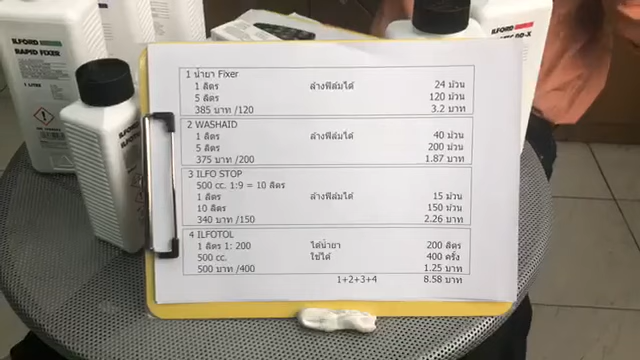 ILFORD
RAPID FIXER
1 LITRE
ILFORD
ILFO
1 น้ำยา Fixer
1 ลิตร ล้างฟิล์มได้ 24 ม้วน
5 ลิตร 120 ม้วน
385 บาท /120 3.2 บาท
2 WASHAID
1 ลิตร ล้างฟิล์มได้ 40 ม้วน
5 ลิตร 200 ม้วน
375 บาท /200 1.87 บาท
3 ILFO STOP
500 cc. 1:9 = 10 ลิตร
1 ลิตร ล้างฟิล์มได้ 15 ม้วน
10 ลิตร 150 ม้วน
340 บาท /150 2.26 บาท
4 ILFOTOL
1 ลิตร 1: 200 ได้น้ำยา 200 ลิตร
500 cc. ใช้ได้ 400 ครั้ง
500 บาท /400 1.25 บาท
1+2+3+4 8.58 บาท